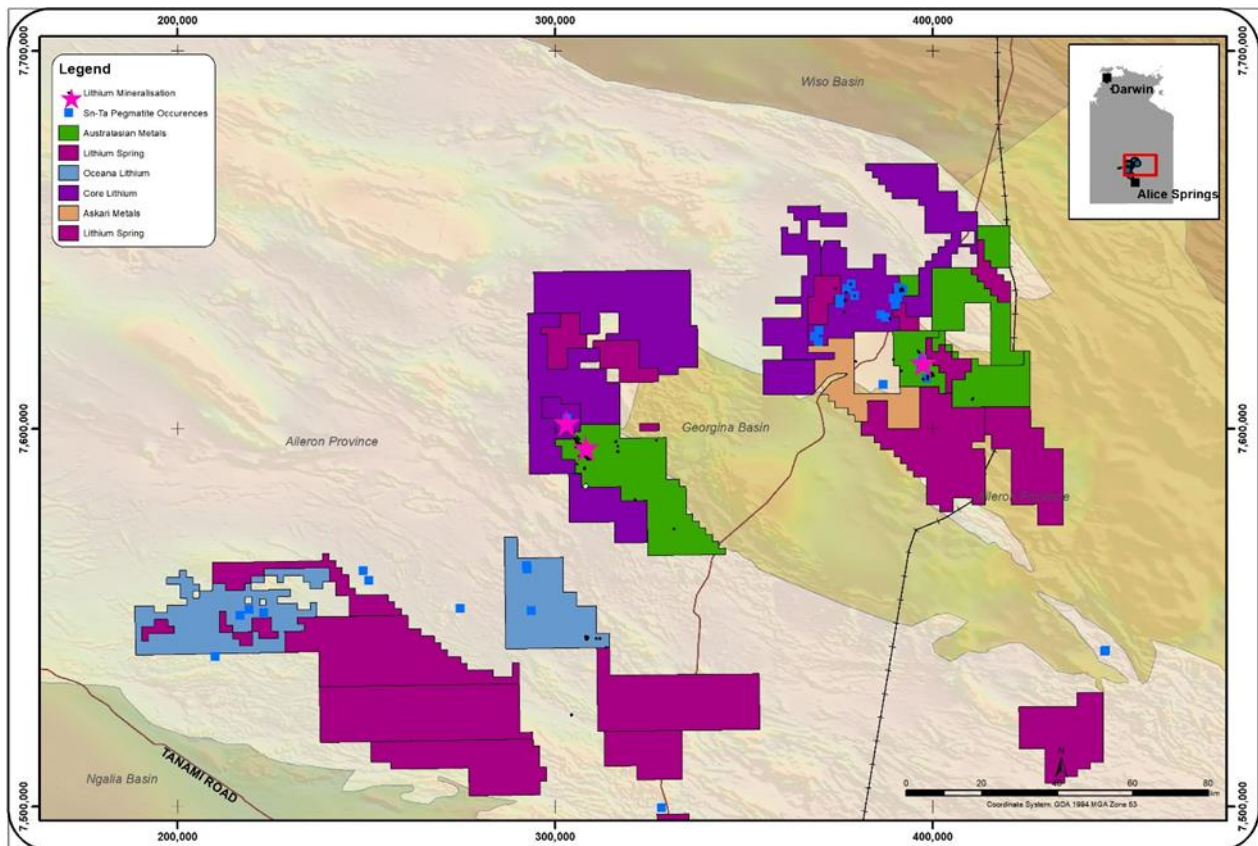 200,000 300,000 400,000
7,700,000 7,700,000
Legend
Lithium Mineralisation
Sn-Ta Pegmatite Occurences
Australasian Metals
Lithium Spring
Oceana Lithium
Core Lithium
Askari Metals
Lithium Spring
Wiso Basin
Darwin
Alice Springs
7,600,000 7,600,000
Aileron Province
Georgina Basin
Aileron Province
Ngalia Basin
TANAMI ROAD
N
0 20 40 60 80
km
Coordinate System: GDA 1994 MGA Zone 53
7,500,000 7,500,000
200,000 300,000 400,000